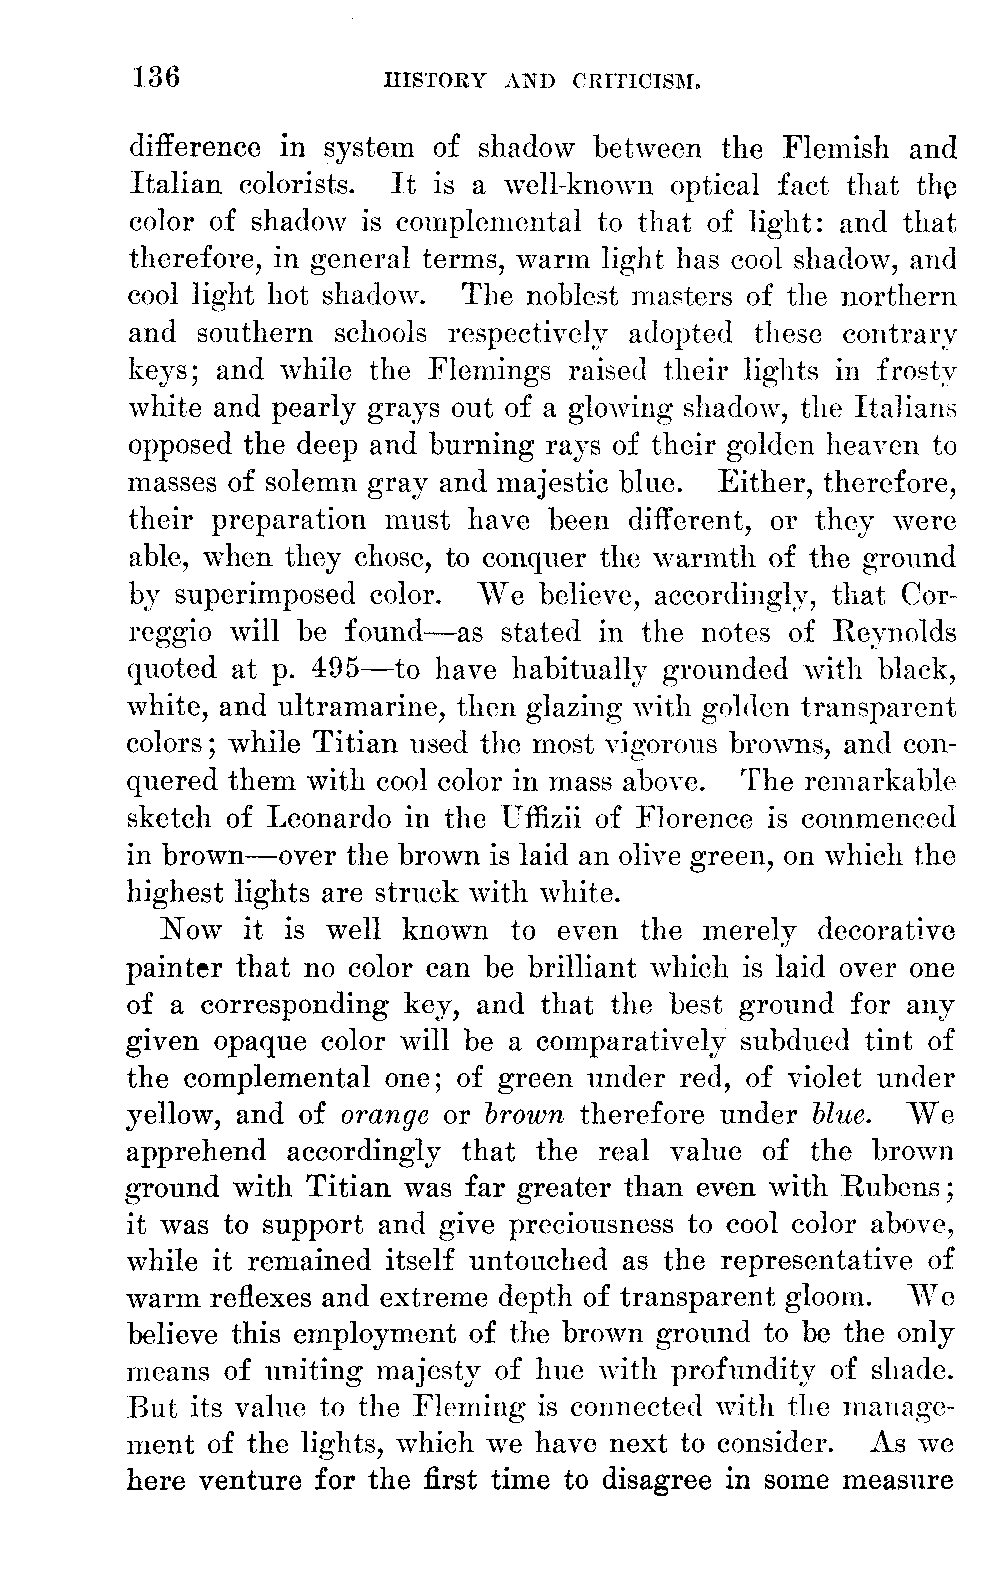 136 HISTORY AND CRITICISM.
difference in system of shadow between the Flemish and
Italian colorists. It is a well-known optical fact that the
color of shadow is complemental to that of light: and that
therefore, in general terms, warm light has cool shadow, and
cool light hot shadow. The noblest masters of the northern
and southern schools respectively adopted these contrary
keys; and while the Flemings raised their lights in frosty
white and pearly grays out of a glowing shadow, the Italians
opposed the deep and burning rays of their golden heaven to
masses of solemn gray and majestic blue. Either, therefore,
their preparation must have been different, or they were
able, when they chose, to conquer the warmth of the ground
by superimposed color. We believe, accordingly, that Cor-
reggio will be found—as stated in the notes of Reynolds
quoted at p. 495—to have habitually grounded with black,
white, and ultramarine, then glazing with golden transparent
colors; while Titian used the most vigorous browns, and con-
quered them with cool color in mass above. The remarkable
sketch of Leonardo in the Uffizii of Florence is commenced
in brown—over the brown is laid an olive green, on which the
highest lights are struck with white.
Now it is well known to even the merely decorative
painter that no color can be brilliant which is laid over one
of a corresponding key, and that the best ground for any
given opaque color will be a comparatively subdued tint of
the complemental one; of green under red, of violet under
yellow, and of orange or brown therefore under blue. We
apprehend accordingly that the real value of the brown
ground with Titian was far greater than even with Rubens;
it was to support and give preciousness to cool color above,
while it remained itself untouched as the representative of
warm reflexes and extreme depth of transparent gloom. We
believe this employment of the brown ground to be the only
means of uniting majesty of hue with profundity of shade.
But its value to the Fleming is connected with the manage-
ment of the lights, which we have next to consider. As we
here venture for the first time to disagree in some measure